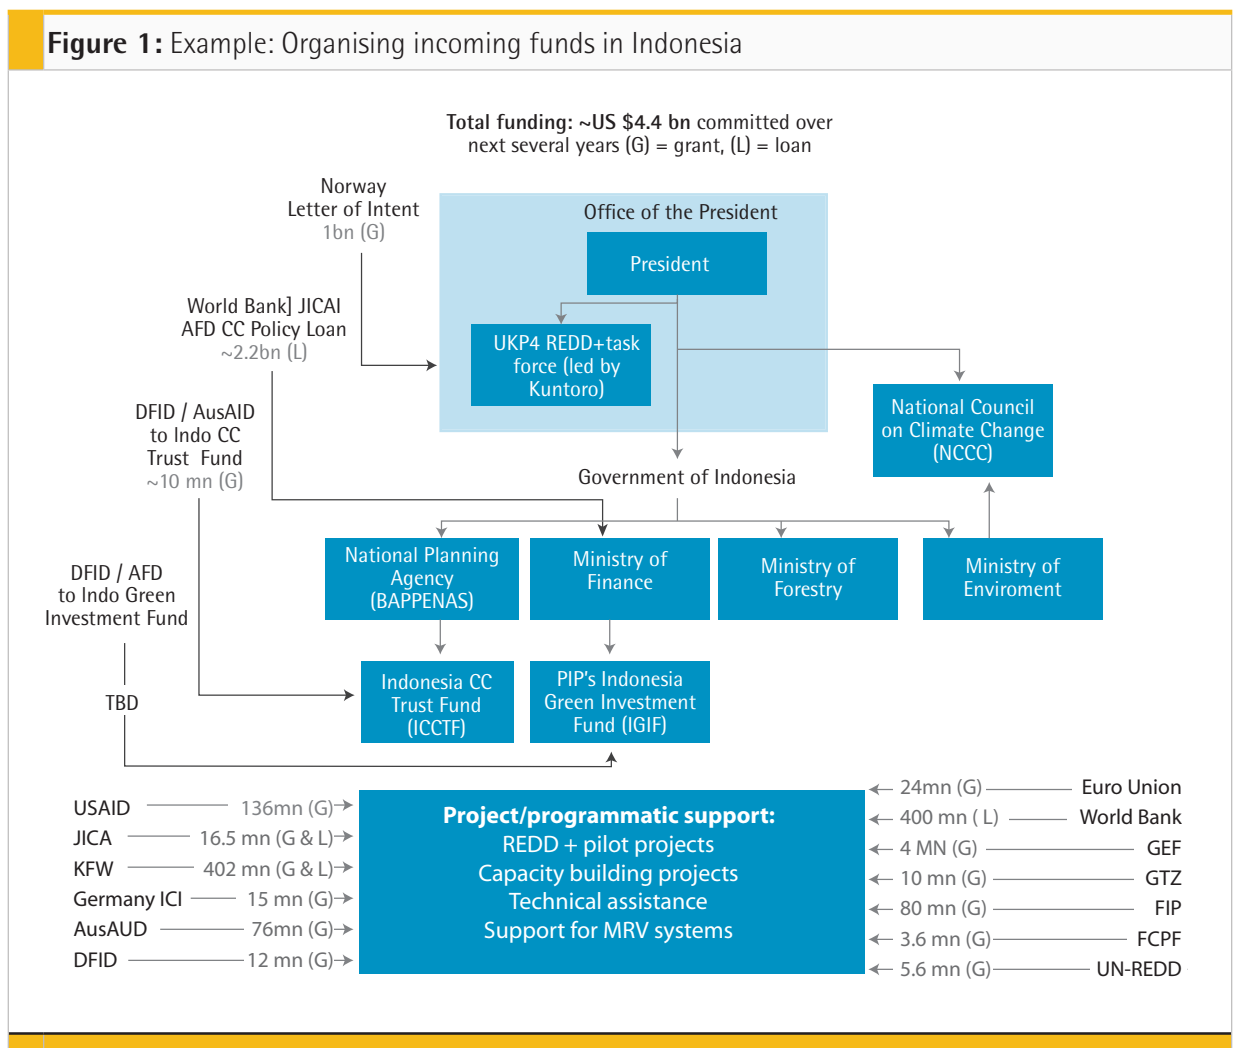 Figure 1: Example: Organising incoming funds in Indonesia
Total funding: ~US $4.4 bn committed over
next several years (G) = grant, (L) = loan
Norway
Letter of Intent
1bn (G)
Office of the President
President
World Bank] JICAI
AFD CC Policy Loan
~2.2bn (L)
UKP4 REDD+task
force (led by
Kuntoro)
DFID / AusAID
to Indo CC
Trust Fund
~10 mn (G)
National Council
on Climate Change
(NCCC)
Government of Indonesia
National Planning
Agency
(BAPPENAS)
Ministry of
Finance
Ministry of
Forestry
Ministry of
Enviroment
DFID / AFD
to Indo Green
Investment Fund
TBD
Indonesia CC
Trust Fund
(ICCTF)
PIP's Indonesia
Green Investment
Fund (IGIF)
USAID 136mn (G)
JICA 16.5 mn (G & L)
KFW 402 mn (G & L)
Germany ICI 15 mn (G)
AusAUD 76mn (G)
DFID 12 mn (G)
Project/programmatic support:
REDD + pilot projects
Capacity building projects
Technical assistance
Support for MRV systems
24mn (G) Euro Union
400 mn ( L) World Bank
4 MN (G) GEF
10 mn (G) GTZ
80 mn (G) FIP
3.6 mn (G) FCPF
5.6 mn (G) UN-REDD